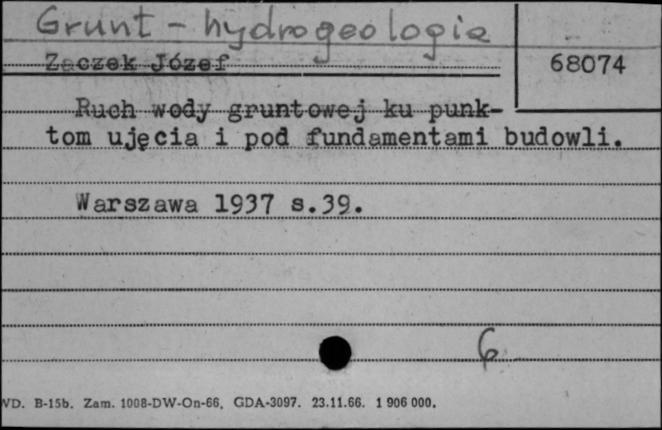 Grunt - hydrogeologia
Zaczek Józef
68074
Ruch wody gruntowej ku punk-
tom ujęcia i pod fundamentami budowli.
Warszawa 1937 s.39.
6
WD. B-15b. Zam. 1008-DW-On-66. GDA-3097. 23.11.66. 1 906 000.